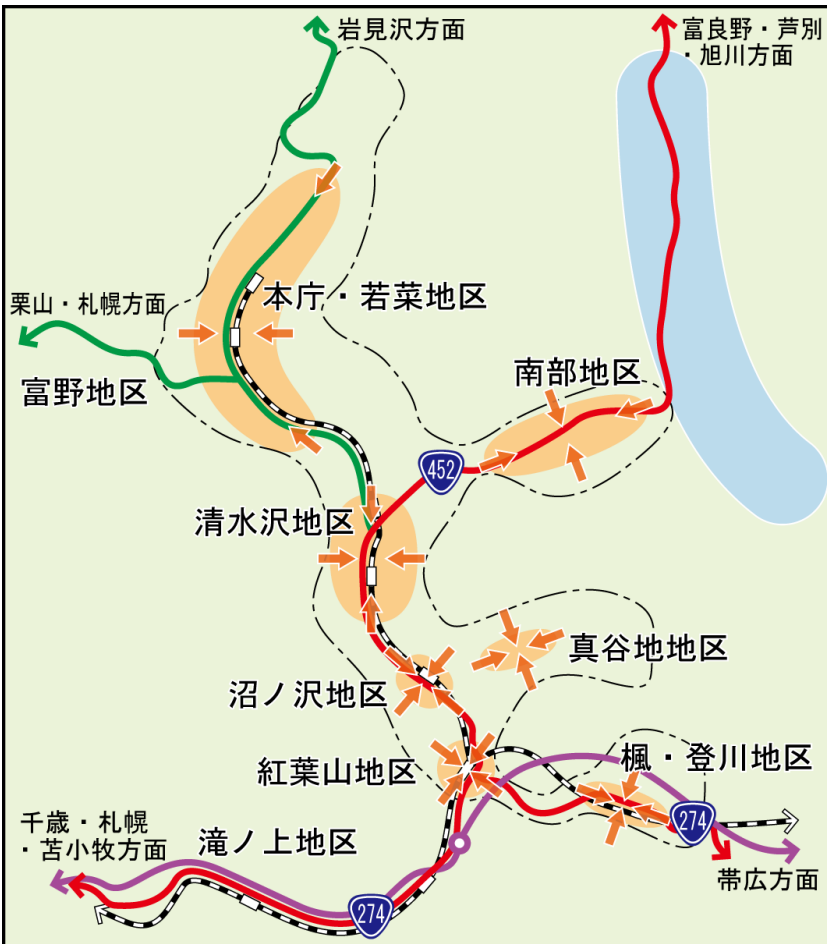 岩見沢方面
富良野・芦別
・旭川方面
本庁・若菜地区
栗山・札幌方面
富野地区
南部地区
452
清水沢地区
真谷地地区
沼ノ沢地区
紅葉山地区
楓・登川地区
千歳・札幌
・苫小牧方面
滝ノ上地区
274
帯広方面
274